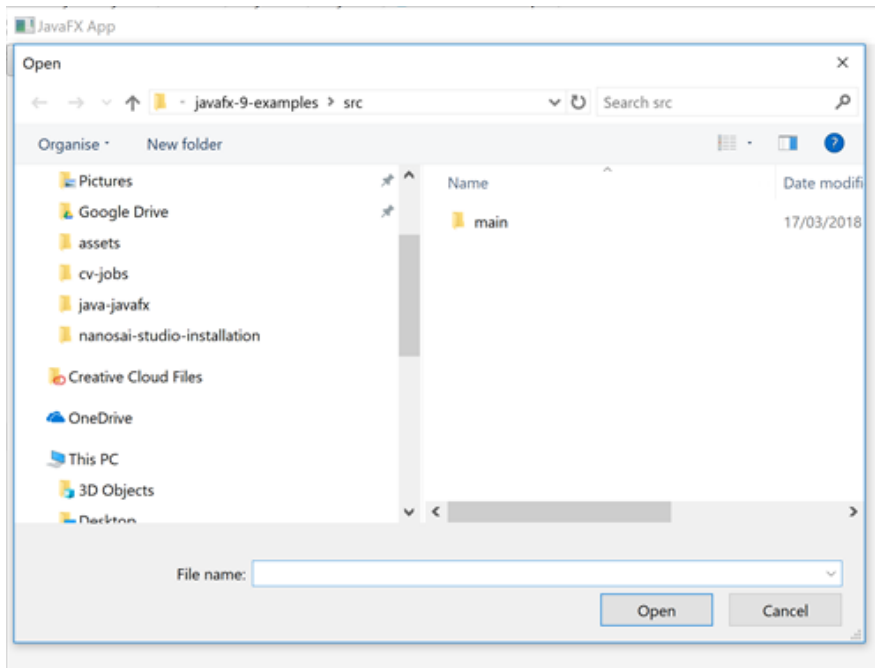 JavaFX App
Open
javafx-9-examples > src
Search src
Organise
New folder
Pictures
Google Drive
assets
cv-jobs
java-javafx
nanosai-studio-installation
Creative Cloud Files
OneDrive
This PC
3D Objects
Desktop
Name
Date modifi
main
17/03/2018
File name:
Open
Cancel